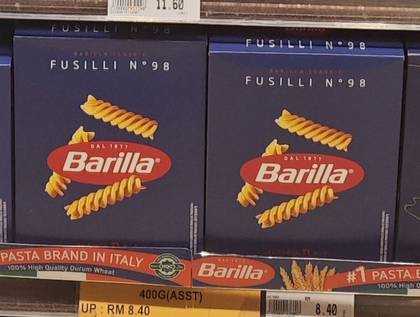 11.60
FUSILLI N°98
FUSILLI N°98
BARILLA CLASSIC
FUSILLI N°98
FUSILLI N°98
DAL 1877
Barilla
DAL 1877
Barilla
PASTA BRAND IN ITALY
100% High Quality Durum Wheat
Barilla
#1 PASTA
100% High Q
400G(ASST)
UP : RM 8.40
8.40